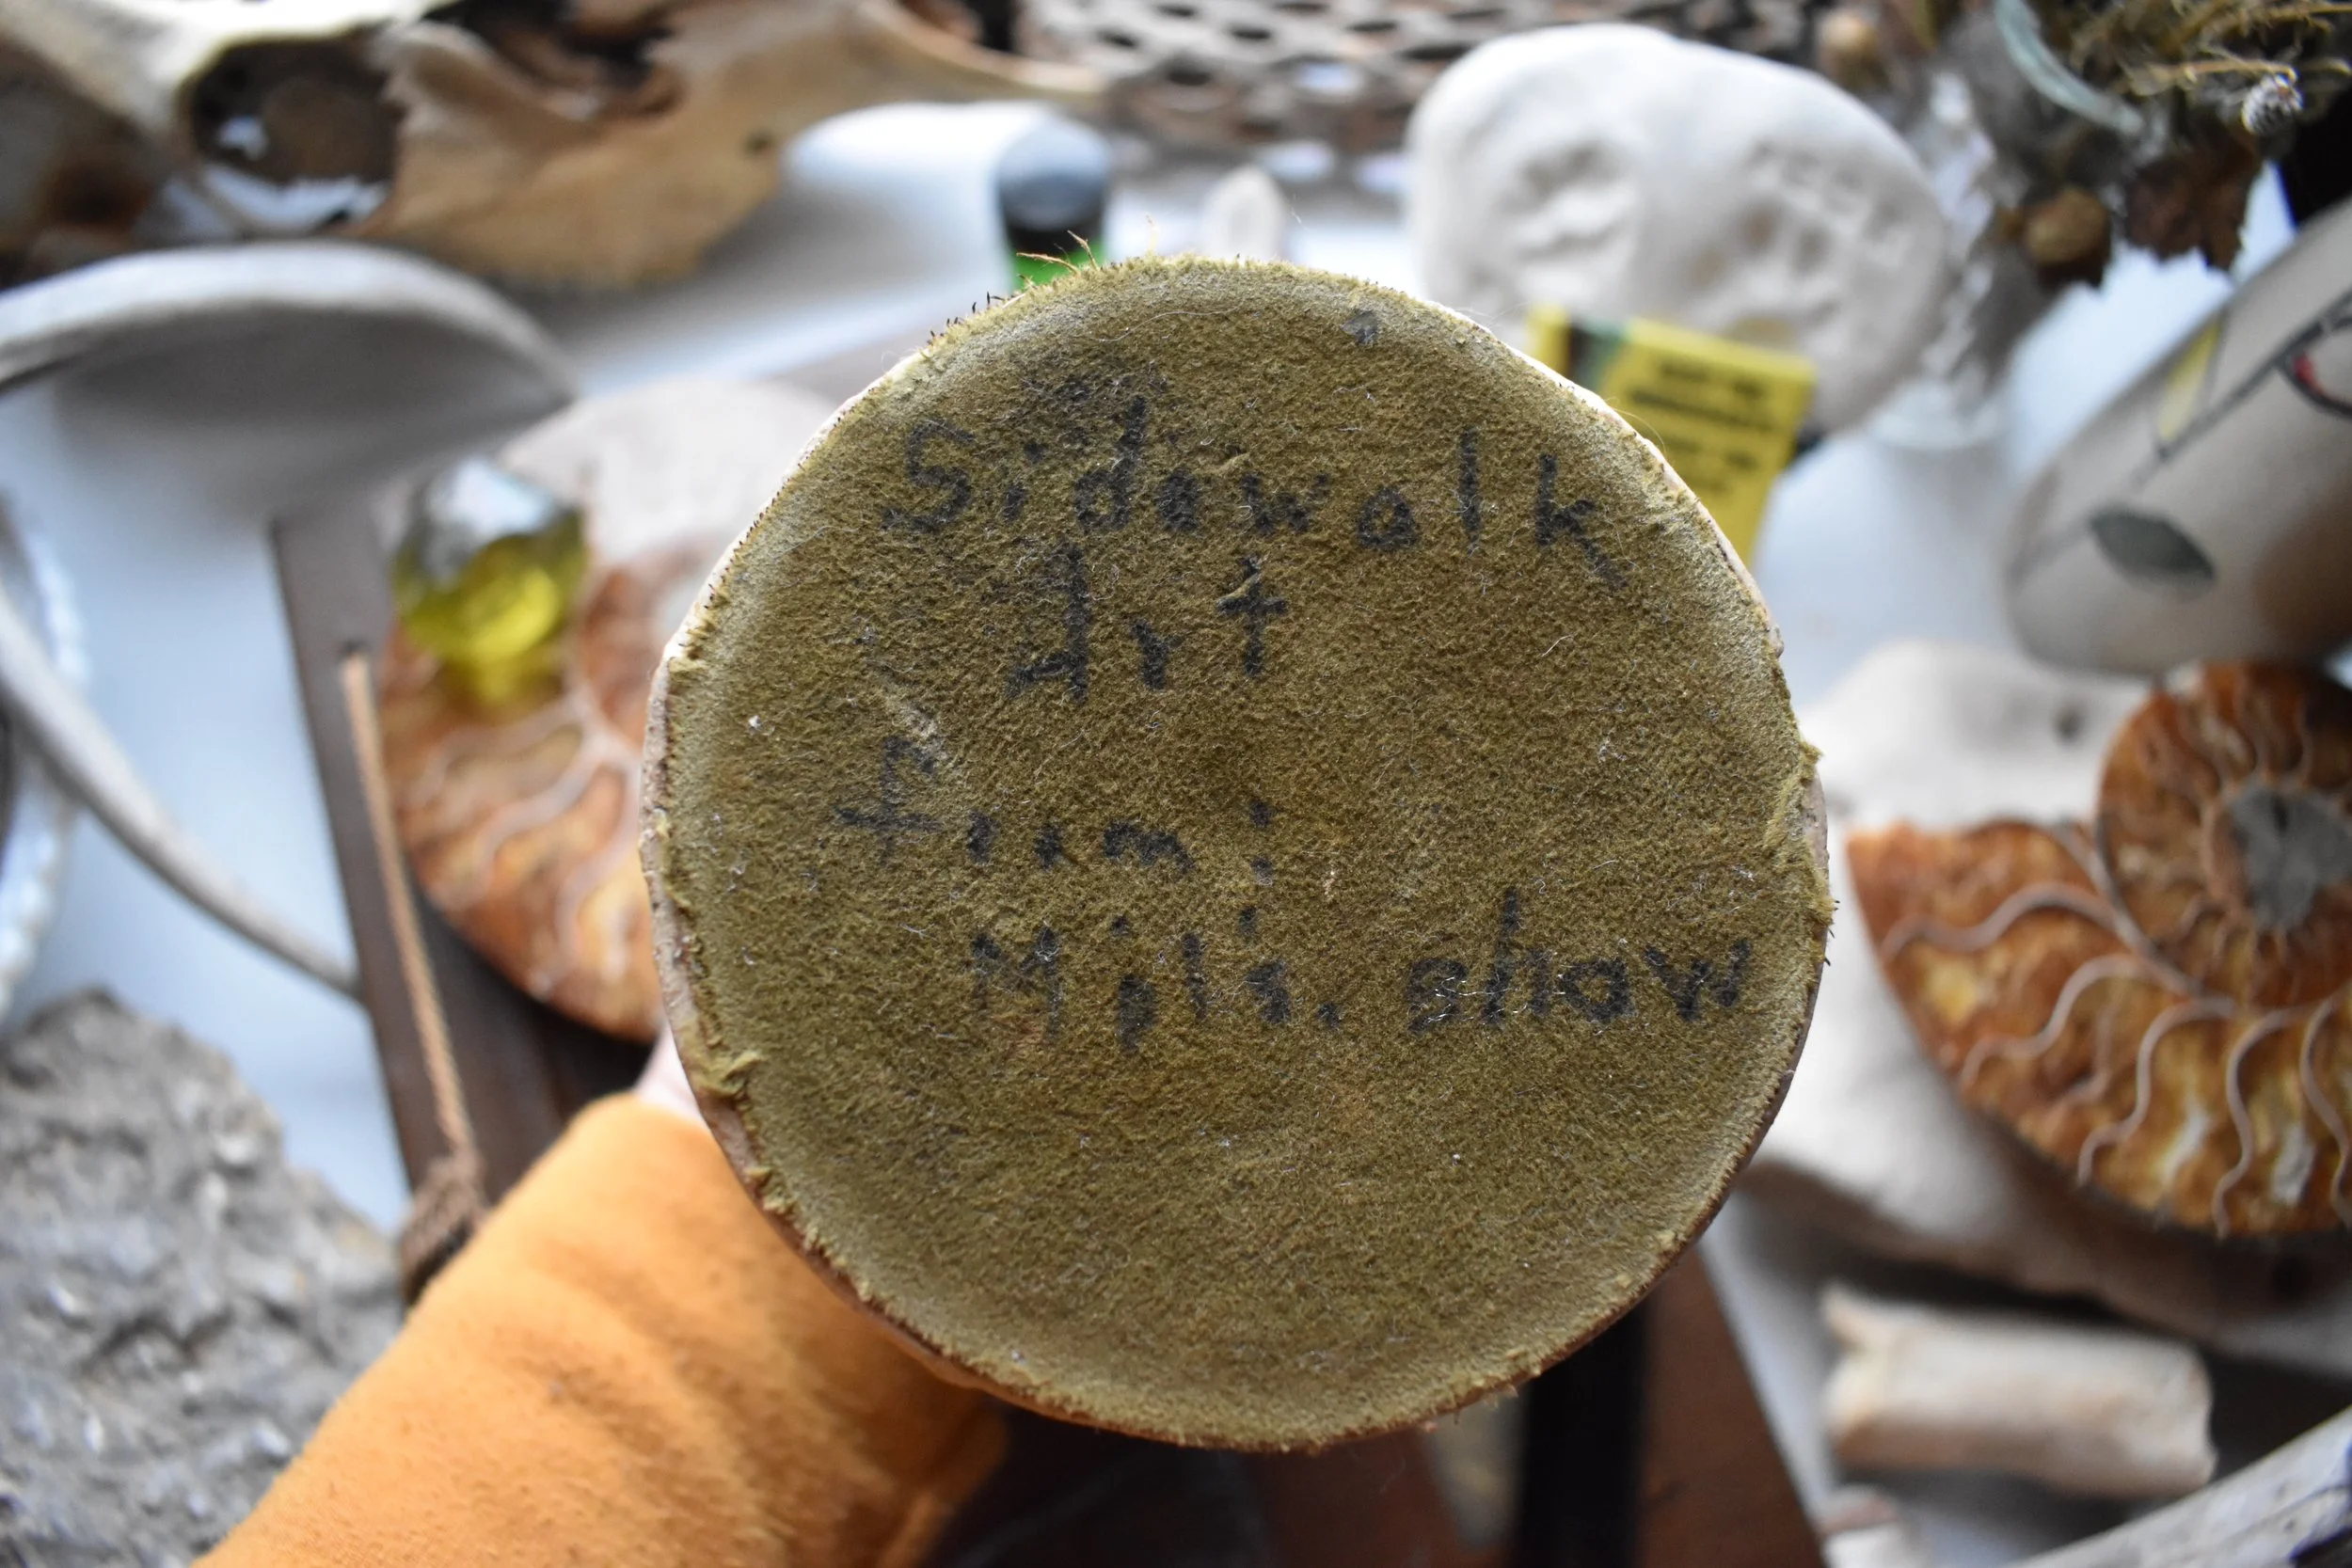 Sidewalk
Art
from:
Mpls. show